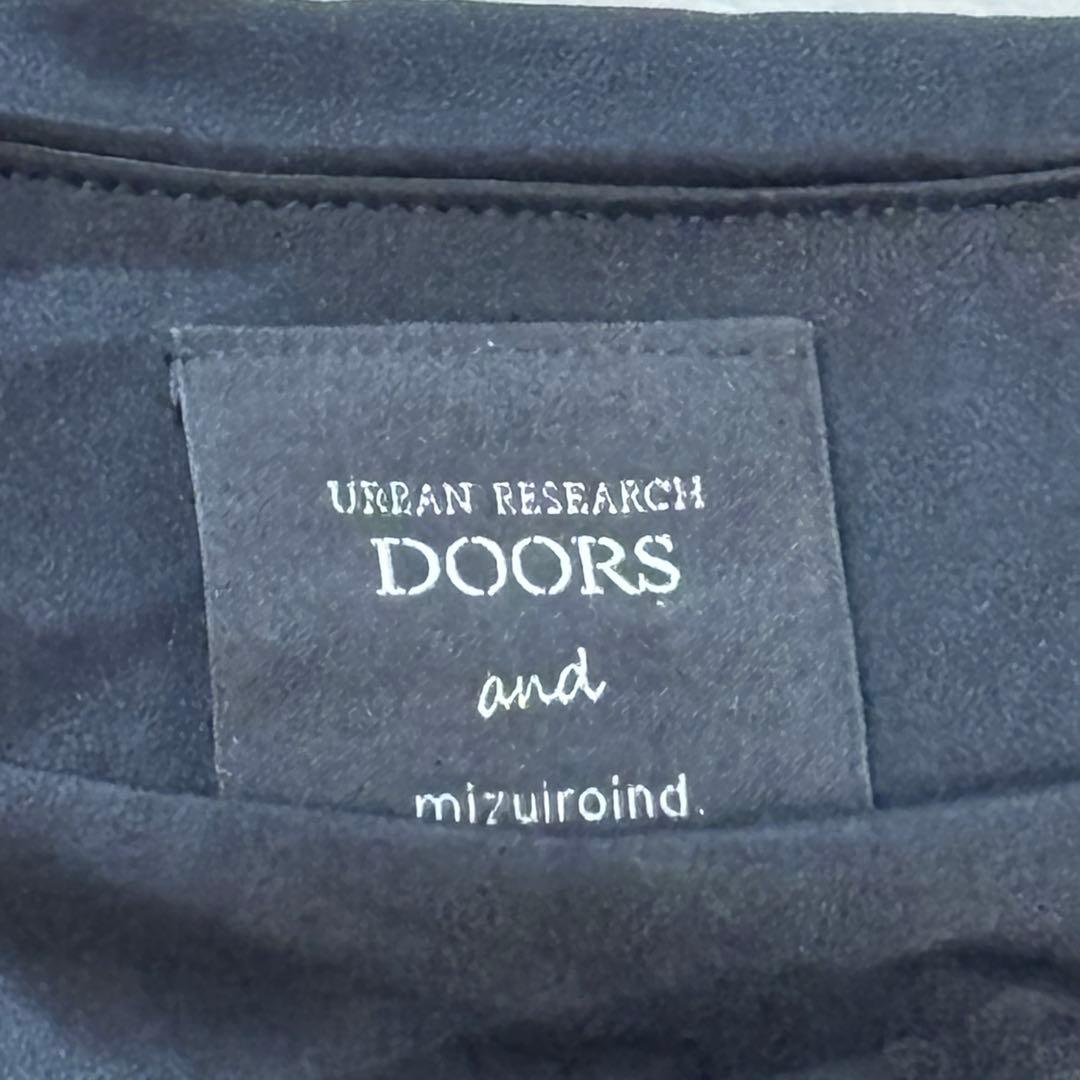 URBAN RESEARCH
DOORS
and
mizuiroind.